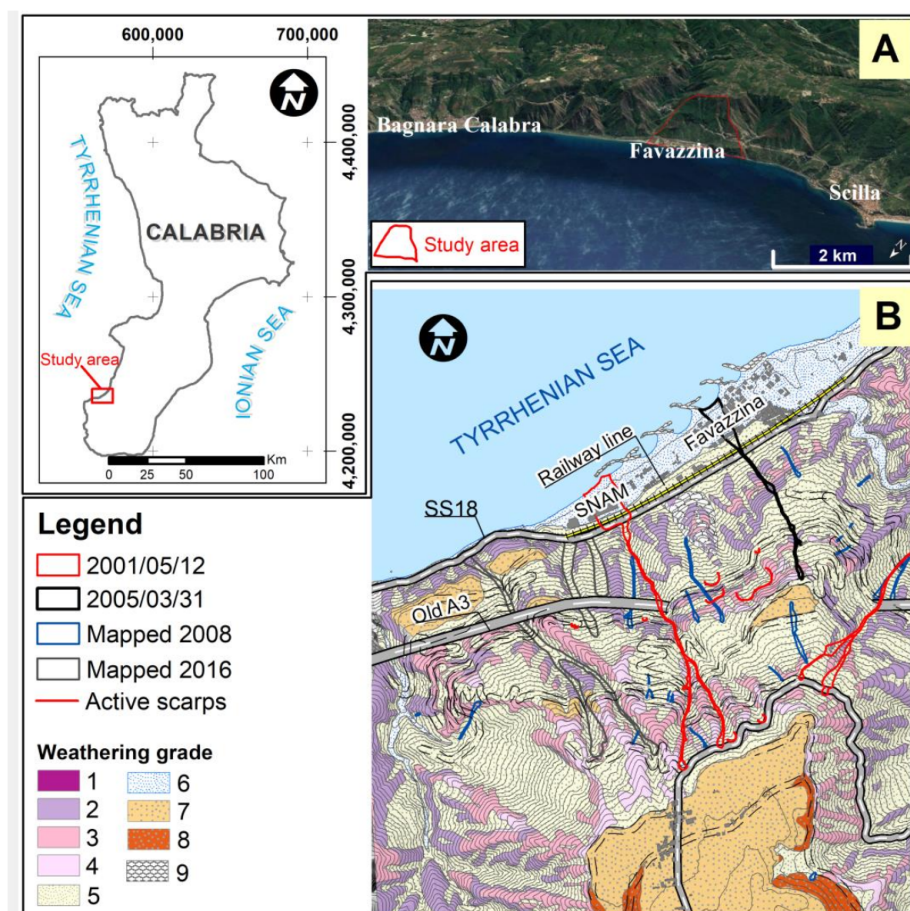 600,000 700,000
N
4,400,000
4,300,000
4,200,000
TYRRHENIAN SEA
CALABRIA
IONIAN SEA
Study area
Km
0 25 50 100
A
Bagnara Calabra
Favazzina
Scilla
Study area
2 km
N
B
N
TYRRHENIAN SEA
Favazzina
Railway line
SNAM
SS18
Old A3
Legend
2001/05/12
2005/03/31
Mapped 2008
Mapped 2016
Active scarps
Weathering grade
1 6
2 7
3 8
4 9
5